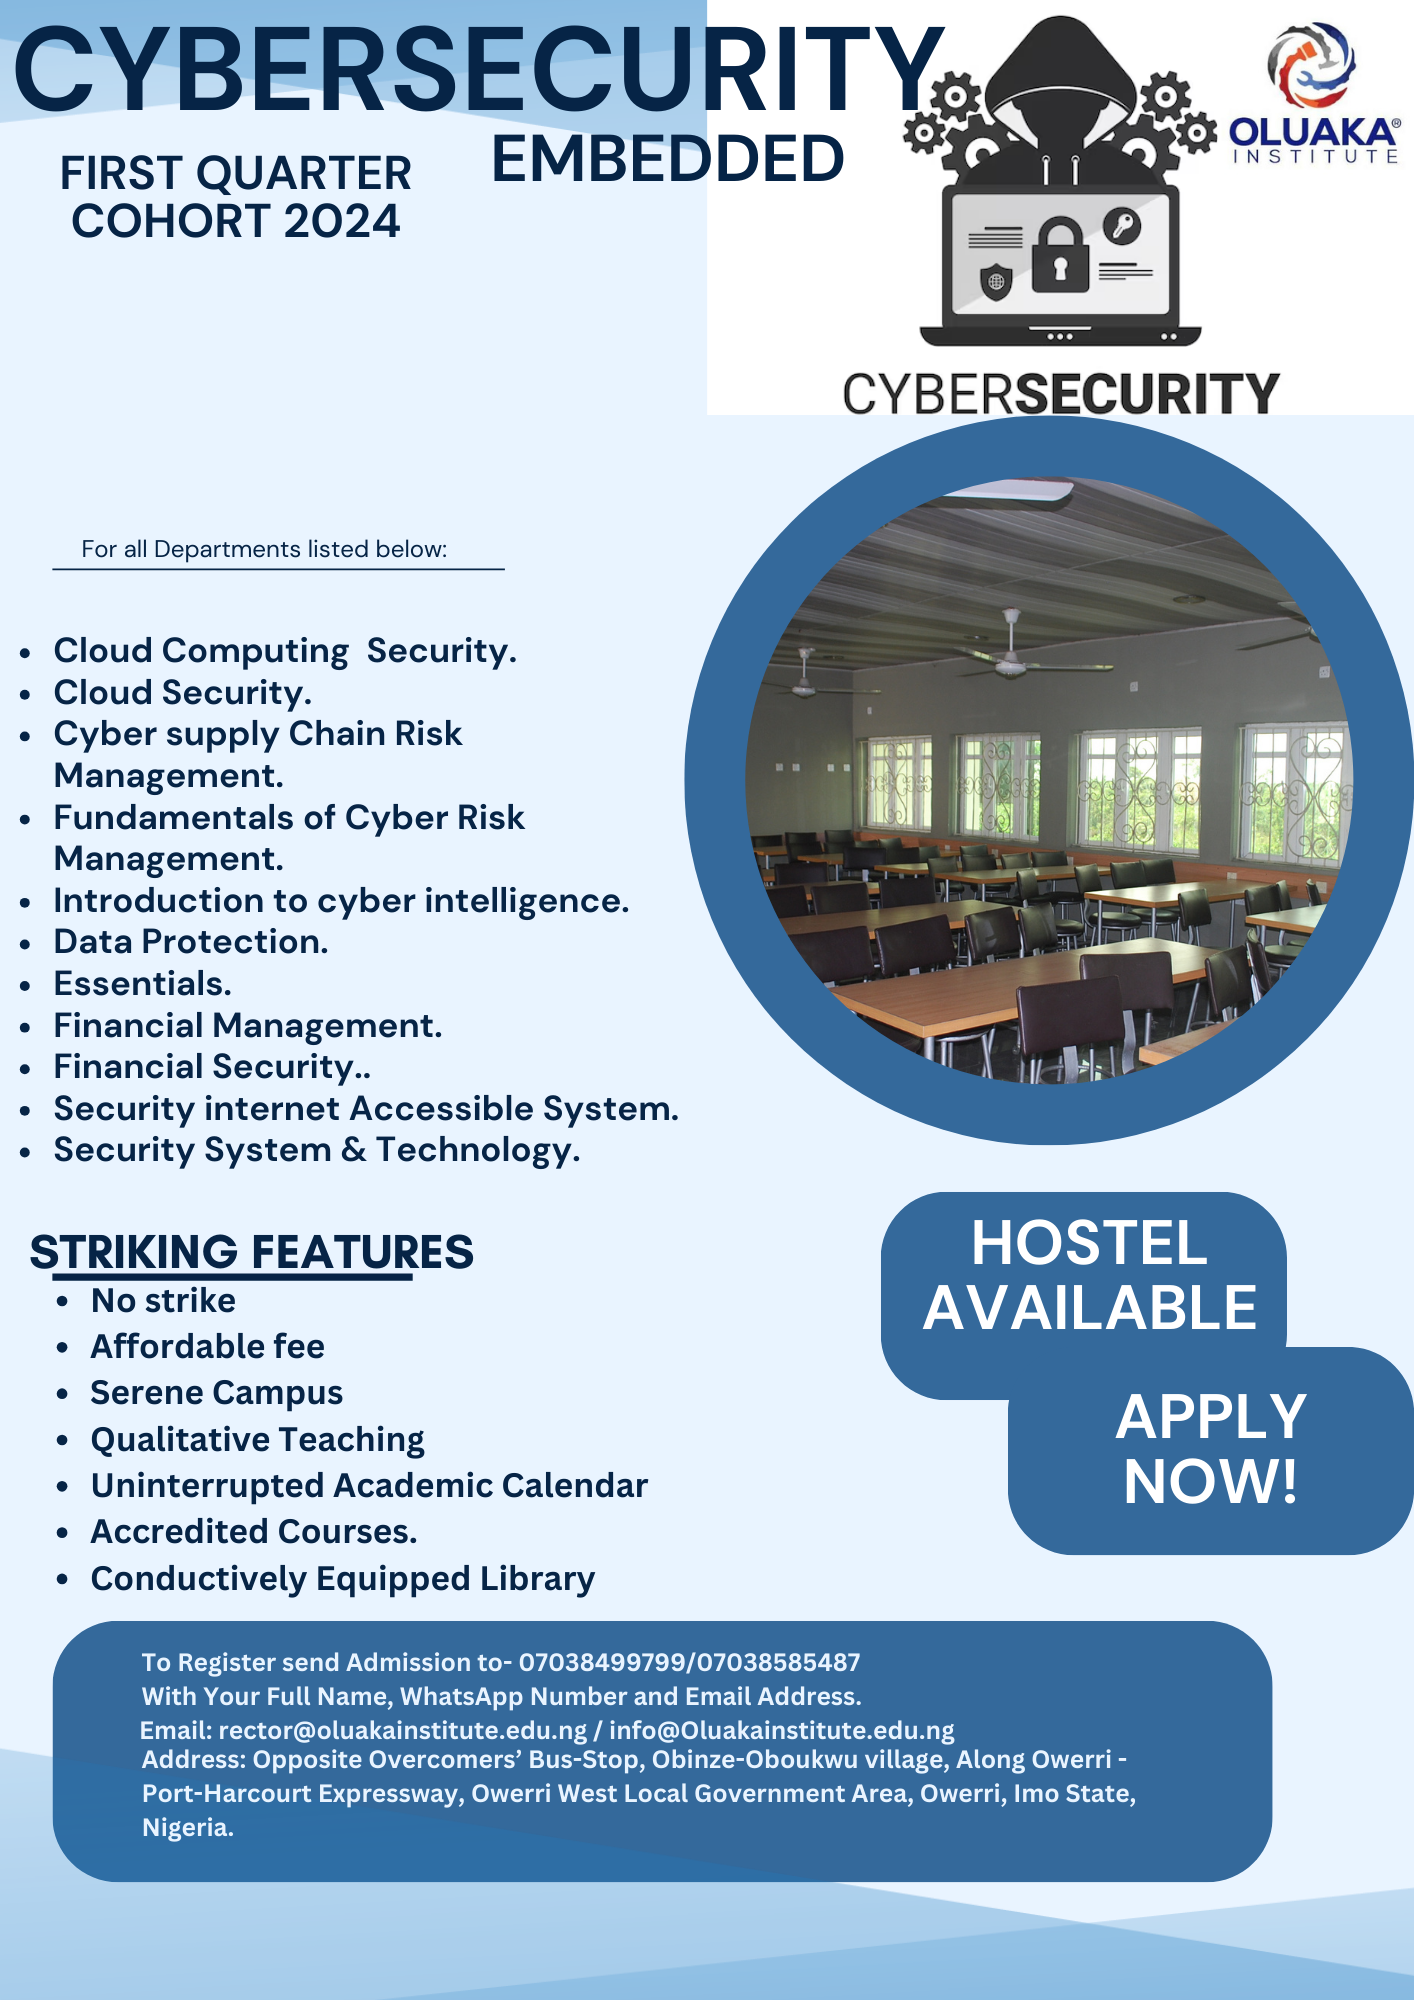 CYBERSECURITY
EMBEDDED
FIRST QUARTER
COHORT 2024
OLUAKA®
INSTITUTE
CYBERSECURITY
For all Departments listed below:
• Cloud Computing  Security.
• Cloud Security.
• Cyber supply Chain Risk
Management.
• Fundamentals of Cyber Risk
Management.
• Introduction to cyber intelligence.
• Data Protection.
• Essentials.
• Financial Management.
• Financial Security..
• Security internet Accessible System.
• Security System & Technology.
STRIKING FEATURES
• No strike
• Affordable fee
• Serene Campus
• Qualitative Teaching
• Uninterrupted Academic Calendar
• Accredited Courses.
• Conductively Equipped Library
HOSTEL
AVAILABLE
APPLY
NOW!
To Register send Admission to- 07038499799/07038585487
With Your Full Name, WhatsApp Number and Email Address.
Email: rector@oluakainstitute.edu.ng / info@Oluakainstitute.edu.ng
Address: Opposite Overcomers’ Bus-Stop, Obinze-Oboukwu village, Along Owerri -
Port-Harcourt Expressway, Owerri West Local Government Area, Owerri, Imo State,
Nigeria.